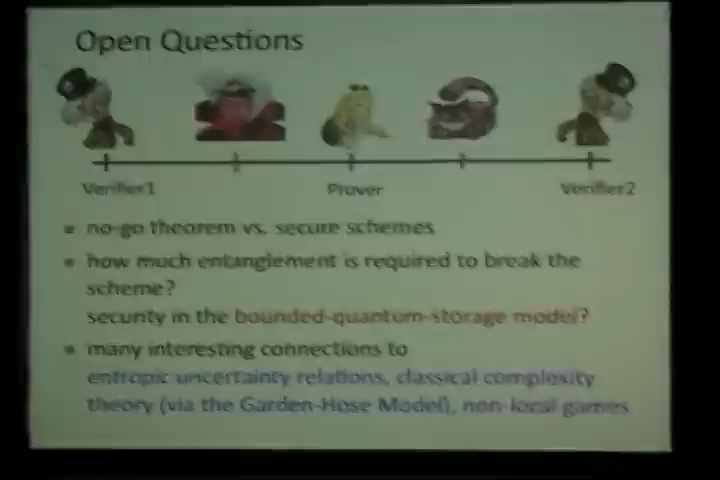 Open Questions
Verifier1
Prover
Verifier2
no-go theorem vs. secure schemes
how much entanglement is required to break the
scheme?
security in the bounded-quantum-storage model?
many interesting connections to
entropic uncertainty relations, classical complexity
theory (via the Garden-Hose Model), non-local games